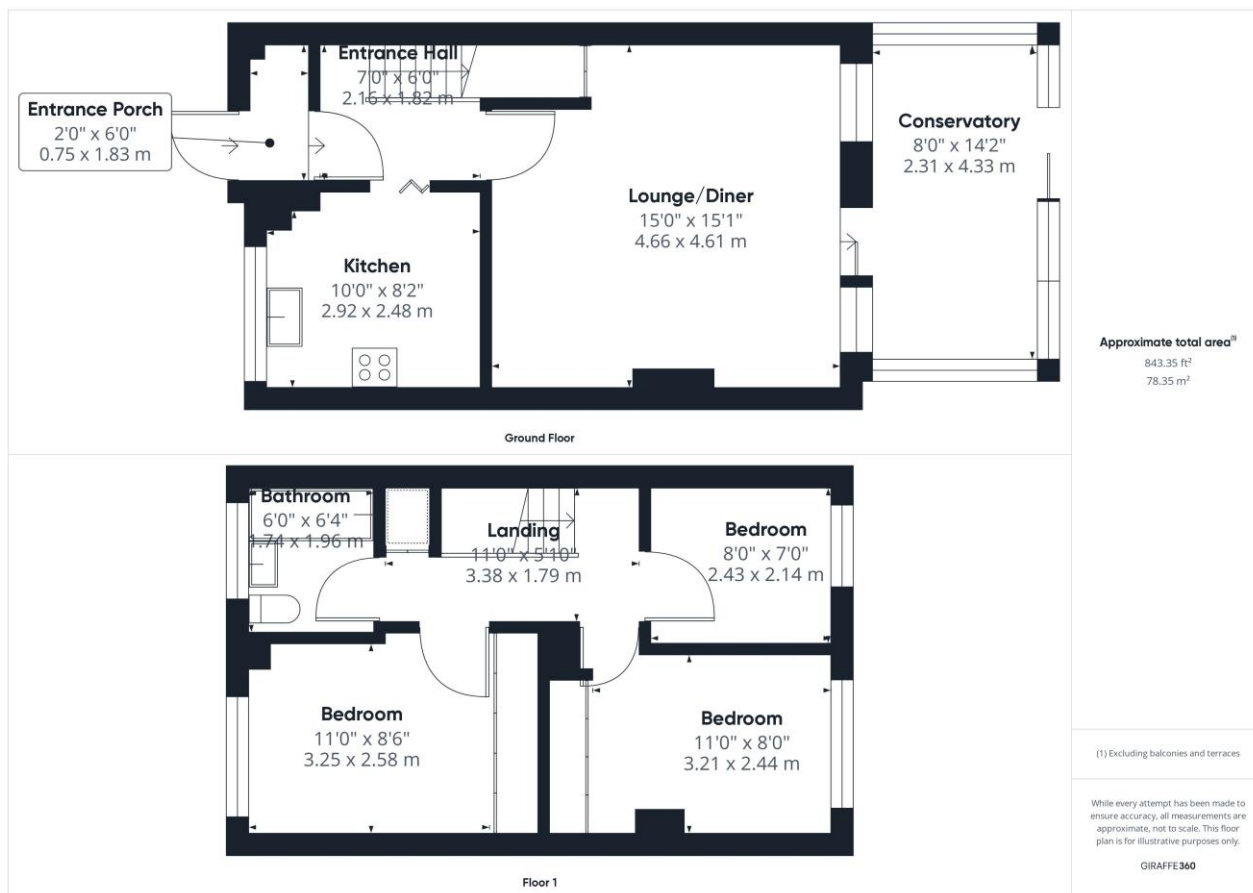 Entrance Hall
7'0" x 6'0"
2.16 x 1.82 m
Entrance Porch
2'0" x 6'0"
0.75 x 1.83 m
Conservatory
8'0" x 14'2"
2.31 x 4.33 m
Lounge/Diner
15'0" x 15'1"
4.66 x 4.61 m
Kitchen
10'0" x 8'2"
2.92 x 2.48 m
Ground Floor
Approximate total area(1)
843.35 ft²
78.35 m²
Bathroom
6'0" x 6'4"
1.74 x 1.96 m
Landing
11'0" x 5'10"
3.38 x 1.79 m
Bedroom
8'0" x 7'0"
2.43 x 2.14 m
Bedroom
11'0" x 8'6"
3.25 x 2.58 m
Bedroom
11'0" x 8'0"
3.21 x 2.44 m
Floor 1
(1) Excluding balconies and terraces
While every attempt has been made to
ensure accuracy, all measurements are
approximate, not to scale. This floor
plan is for illustrative purposes only.
GIRAFFE360